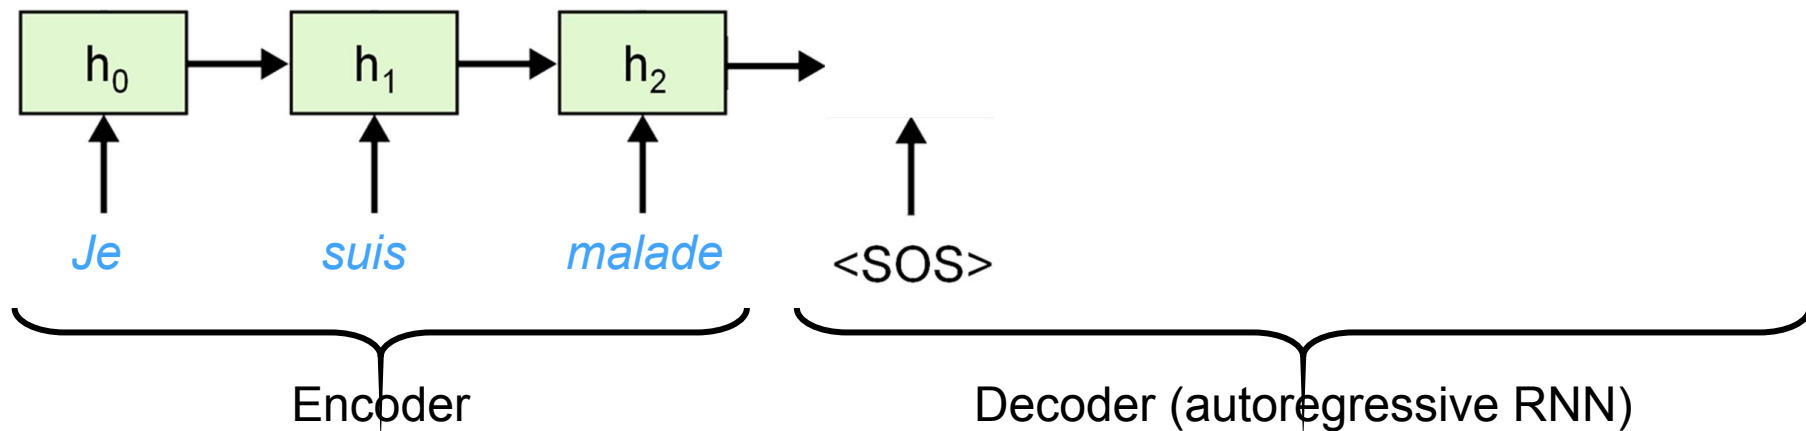 h₀ h₁ h₂
Je suis malade <SOS>
Encoder Decoder (autoregressive RNN)